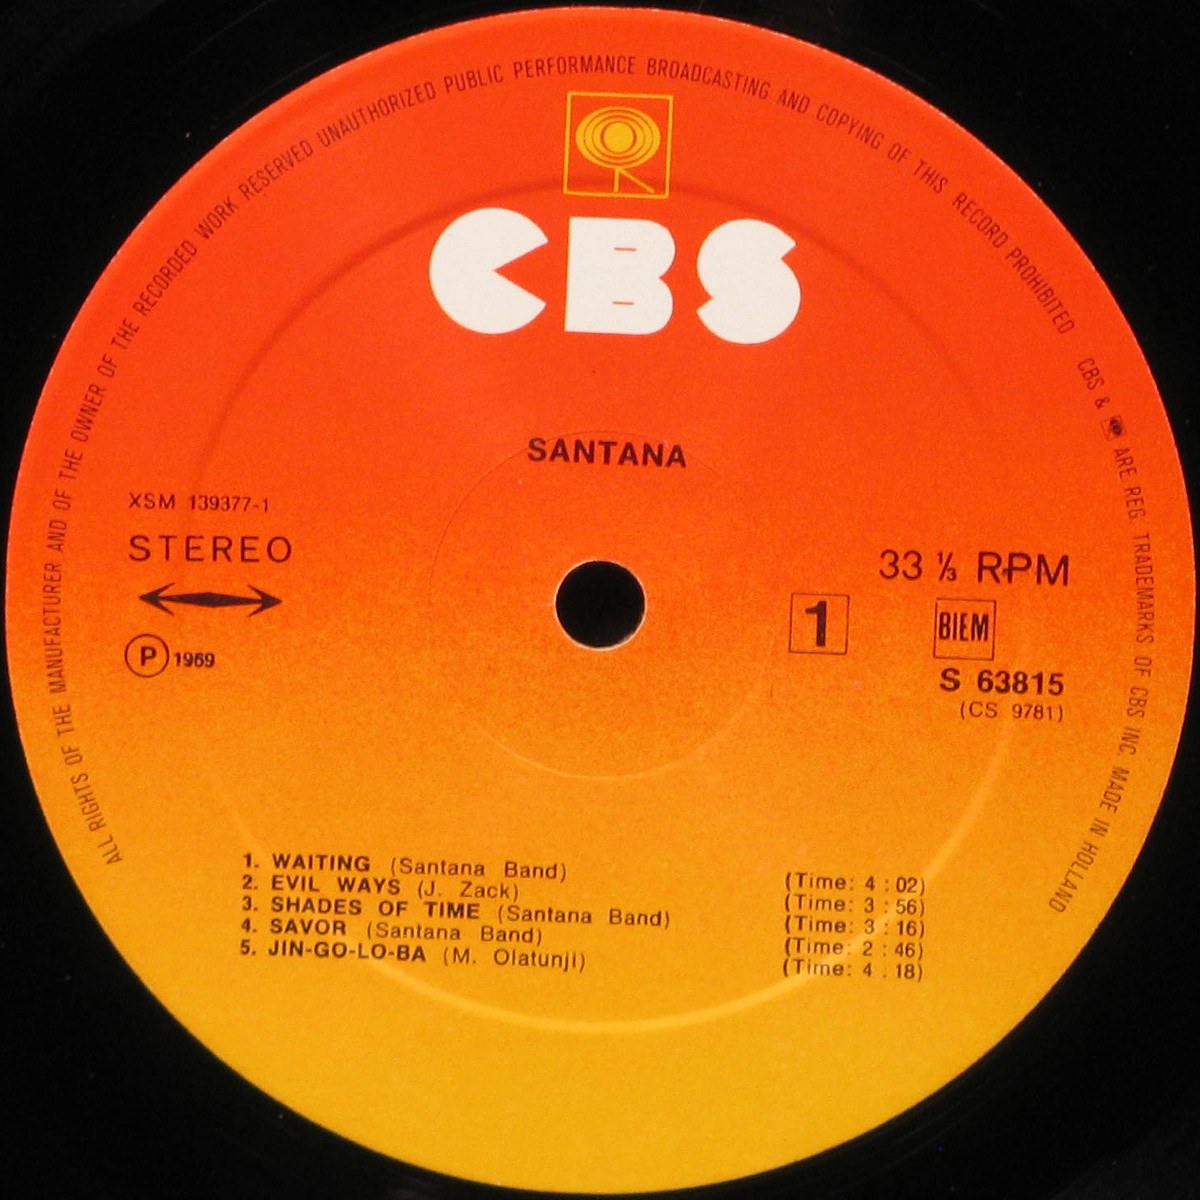 ALL RIGHTS OF THE MANUFACTURER AND OF THE OWNER OF THE RECORDED WORK RESERVED UNAUTHORIZED PUBLIC PERFORMANCE BROADCASTING AND COPYING OF THIS RECORD PROHIBITED CBS & ARE REG. TRADEMARKS OF CBS INC. MADE IN HOLLAND
CBS
SANTANA
XSM 139377-1
STEREO
33 ⅓ RPM
1
BIEM
Ⓟ 1969
S 63815
(CS 9781)
1. WAITING (Santana Band) (Time: 4 : 02)
2. EVIL WAYS (J. Zack) (Time: 3 : 56)
3. SHADES OF TIME (Santana Band) (Time: 3 : 16)
4. SAVOR (Santana Band) (Time: 2 : 46)
5. JIN-GO-LO-BA (M. Olatunji) (Time: 4 : 18)